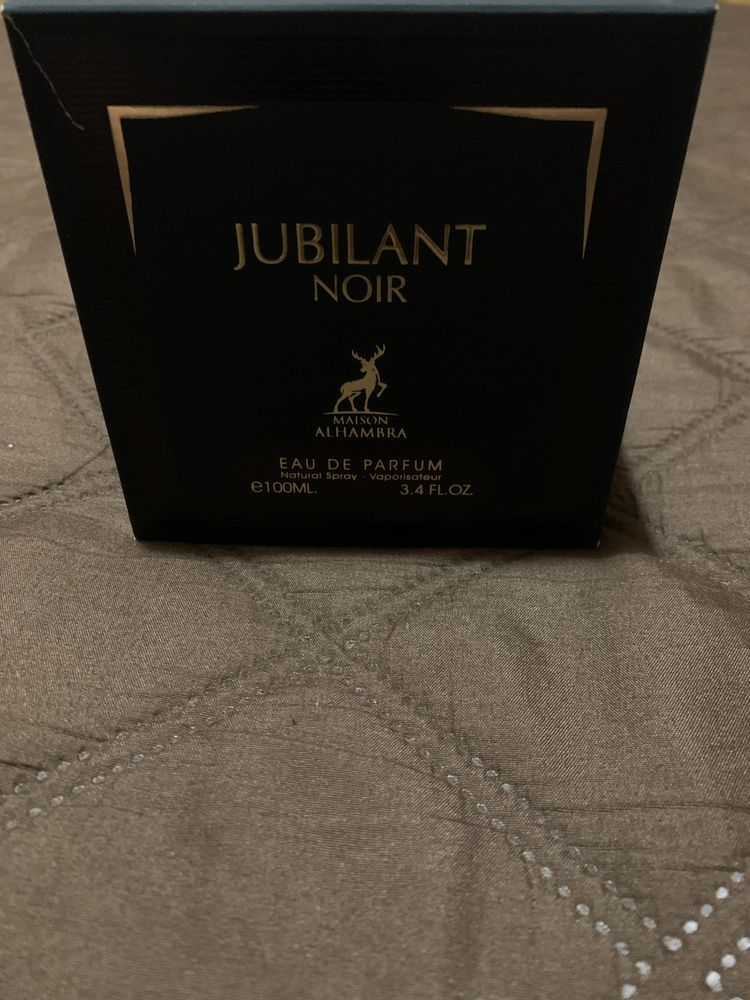 JUBILANT
NOIR
MAISON
ALHAMBRA
EAU DE PARFUM
Natural Spray - Vaporisateur
℮100ML. 3.4 FL.OZ.